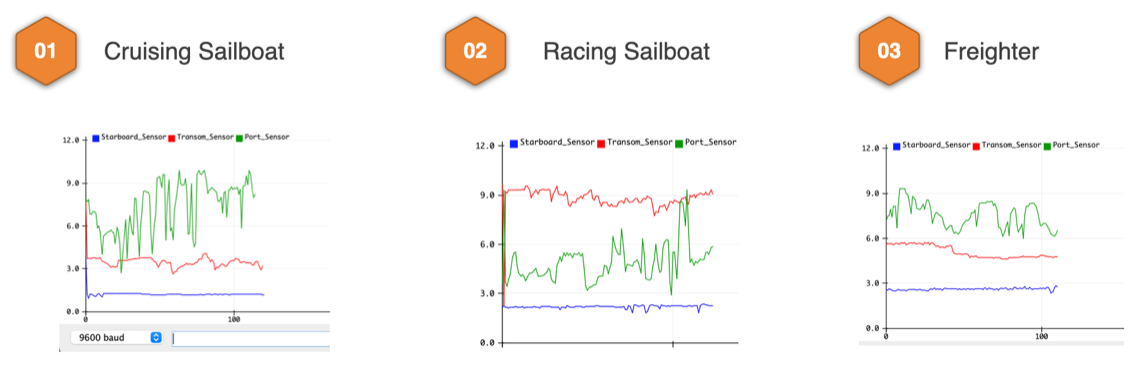 01 Cruising Sailboat
02 Racing Sailboat
03 Freighter
12.0 Starboard_Sensor Transom_Sensor Port_Sensor
9.0
6.0
3.0
0.0
0 100
9600 baud
12.0 Starboard_Sensor Transom_Sensor Port_Sensor
9.0
6.0
3.0
0.0
12.0 Starboard_Sensor Transom_Sensor Port_Sensor
9.0
6.0
3.0
0.0
0 100